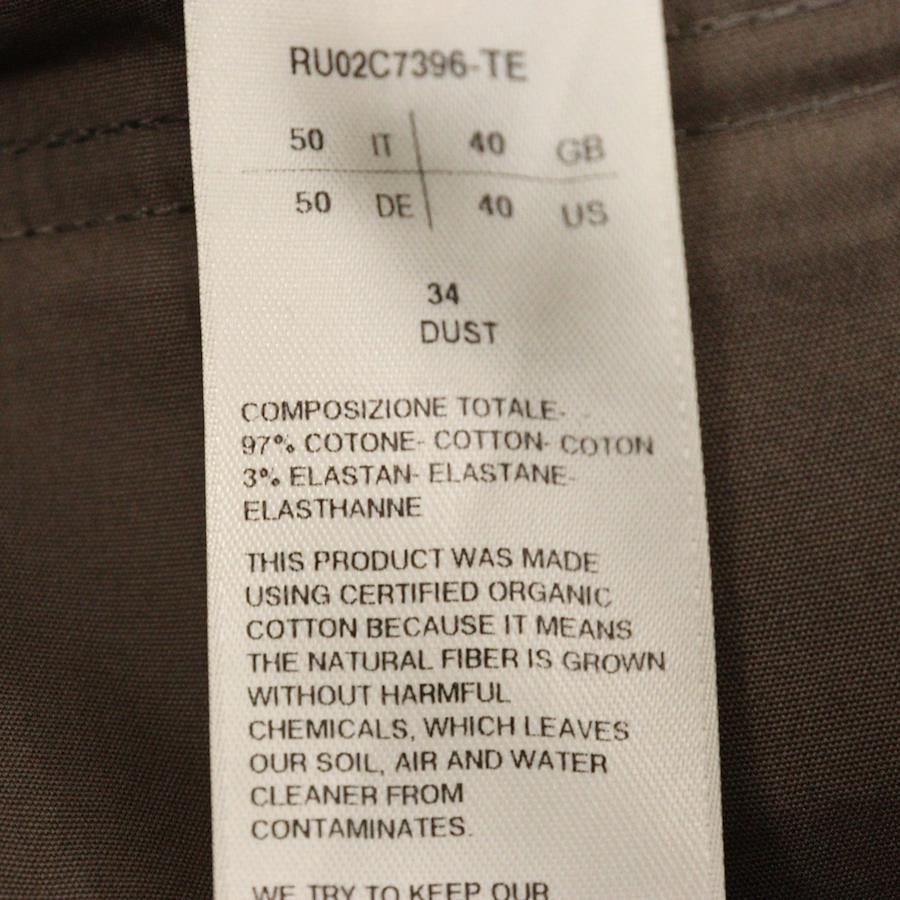 RU02C7396-TE
50 IT 40 GB
50 DE 40 US
34
DUST
COMPOSIZIONE TOTALE-
97% COTONE- COTTON- COTON
3% ELASTAN- ELASTANE-
ELASTHANNE
THIS PRODUCT WAS MADE
USING CERTIFIED ORGANIC
COTTON BECAUSE IT MEANS
THE NATURAL FIBER IS GROWN
WITHOUT HARMFUL
CHEMICALS, WHICH LEAVES
OUR SOIL, AIR AND WATER
CLEANER FROM
CONTAMINATES.
WE TRY TO KEEP OUR